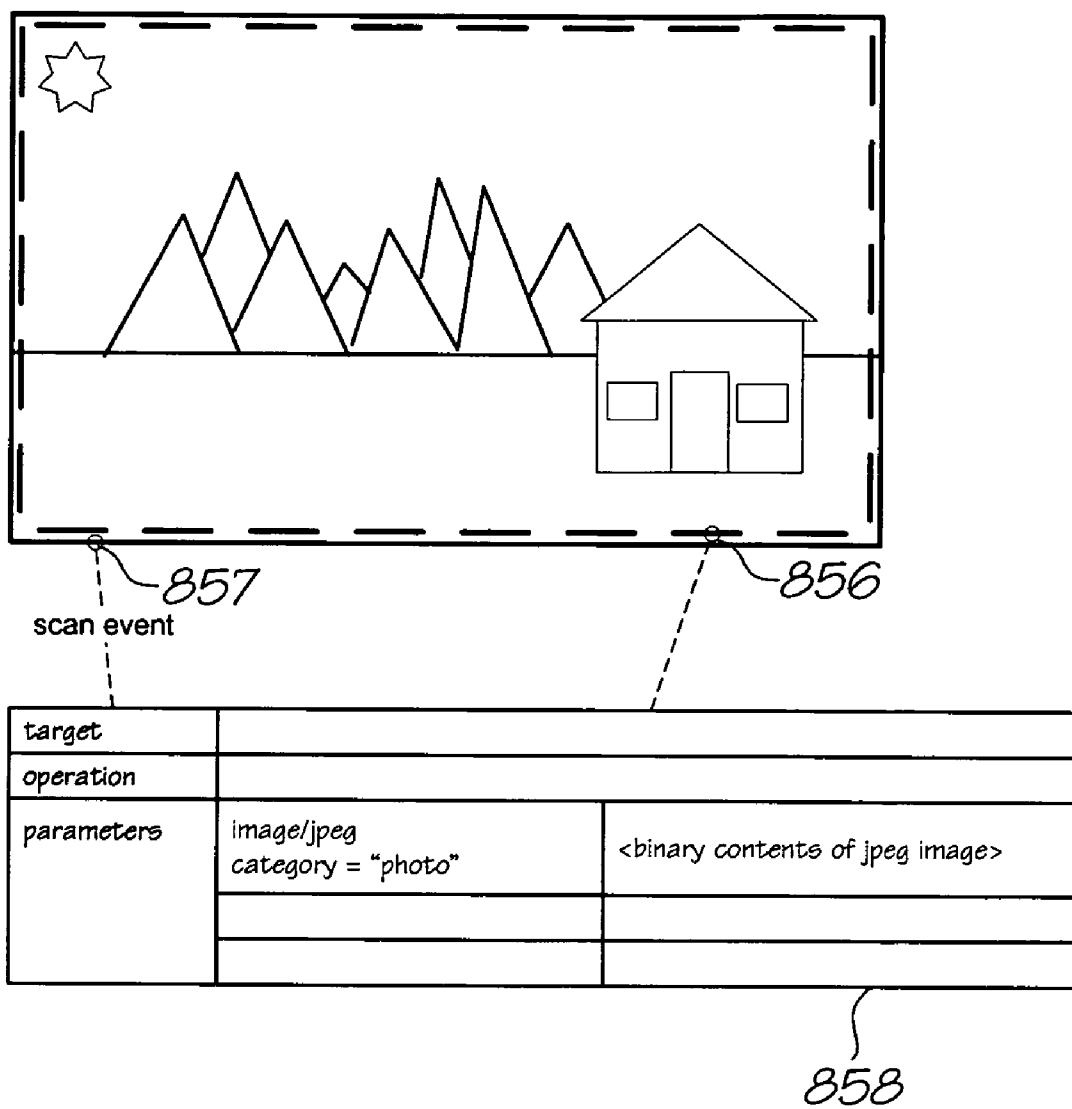 857
856
scan event
target
operation
parameters
image/jpeg
category = “photo”
<binary contents of jpeg image>
858